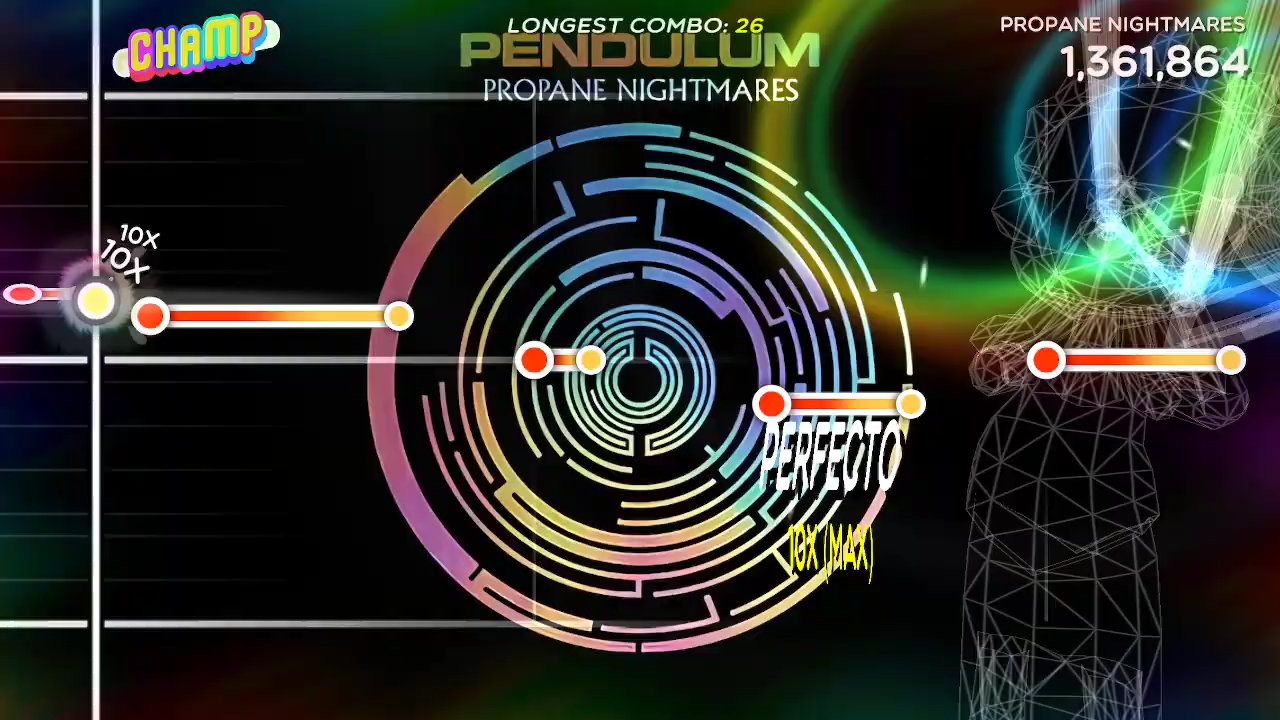 CHAMP
LONGEST COMBO: 26
PENDULUM
PROPANE NIGHTMARES
PROPANE NIGHTMARES
1,361,864
10X
10X
PERFECTO
10X (MAX)